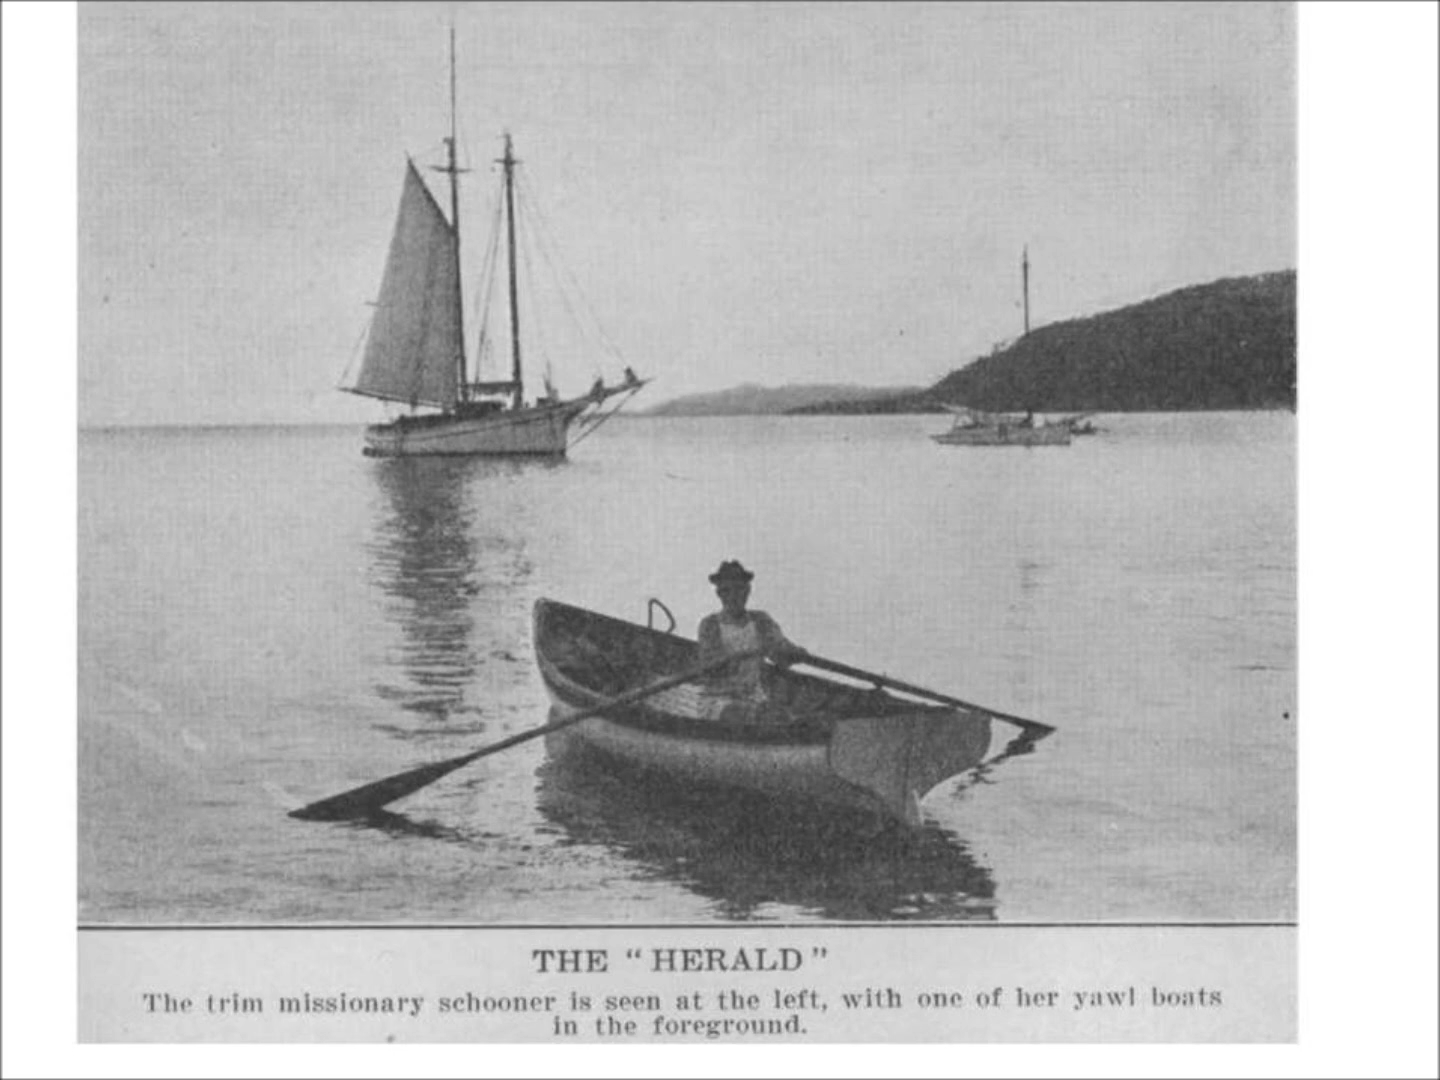 THE "HERALD"
The trim missionary schooner is seen at the left, with one of her yawl boats
in the foreground.